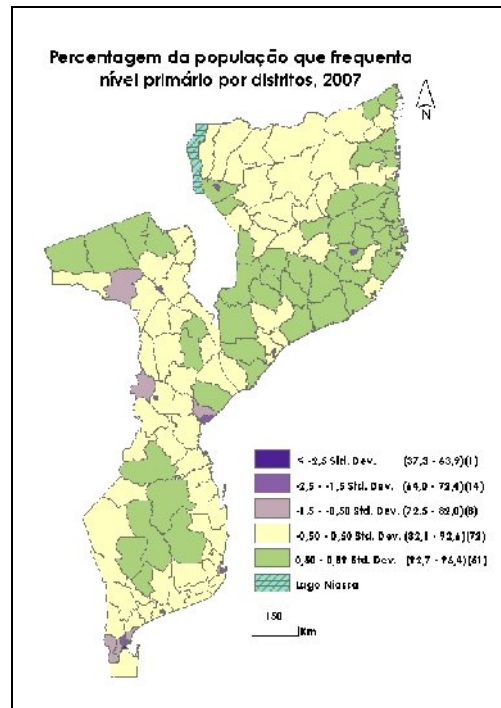 Percentagem da população que frequenta
nível primário por distritos, 2007
N
< -2,5 Std. Dev. (37,3 - 63,9)(1)
-2,5 - -1,5 Std. Dev. (64,0 - 72,4)(14
-1,5 - -0,50 Std. Dev. (72,5 - 82,0)(8)
-0,50 - 0,50 Std. Dev. (82,1 - 92,6)(72)
0,50 - 0,89 Std. Dev. (92,7 - 96,4)(51)
Lago Niassa
150
Km